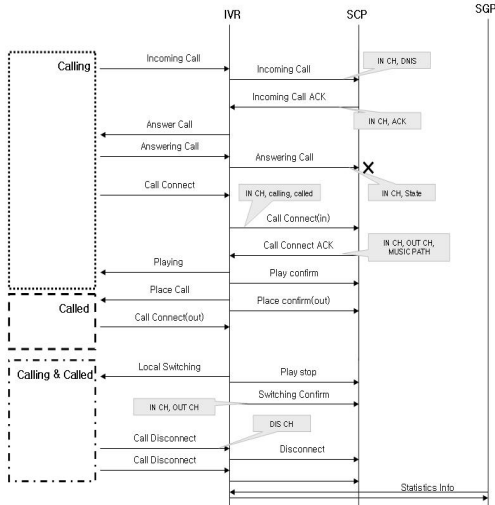 IVR
SCP
SGP
Calling
Incoming Call
Incoming Call
IN CH, DNIS
Incoming Call ACK
IN CH, ACK
Answer Call
Answering Call
Answering Call
IN CH, State
Call Connect
IN CH, calling, called
Call Connect(in)
Call Connect ACK
IN CH, OUT CH,
MUSIC PATH
Playing
Play confirm
Place Call
Called
Place confirm(out)
Call Connect(out)
Local Switching
Calling & Called
Play stop
Switching Confirm
IN CH, OUT CH
DIS CH
Call Disconnect
Disconnect
Call Disconnect
Statistics Info